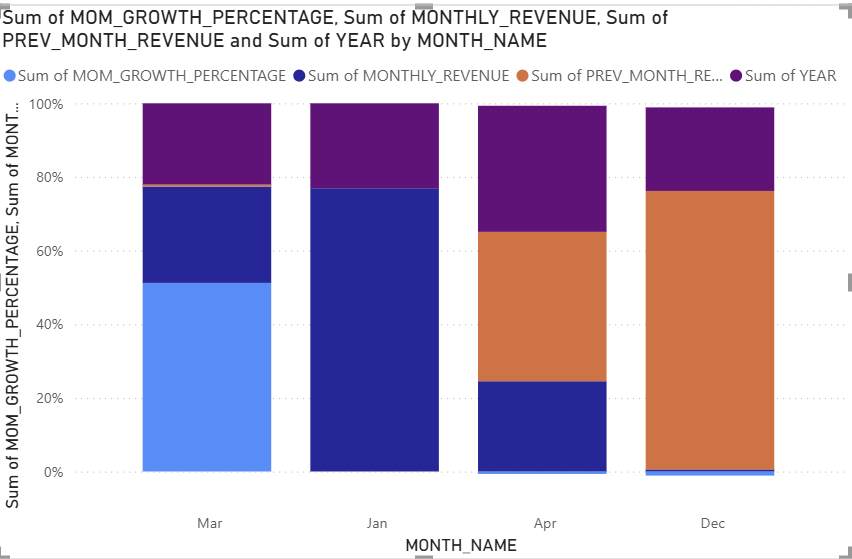 Sum of MOM_GROWTH_PERCENTAGE, Sum of MONTHLY_REVENUE, Sum of
PREV_MONTH_REVENUE and Sum of YEAR by MONTH_NAME
Sum of MOM_GROWTH_PERCENTAGE Sum of MONTHLY_REVENUE Sum of PREV_MONTH_RE... Sum of YEAR
Sum of MOM_GROWTH_PERCENTAGE, Sum of MONT...
100%
80%
60%
40%
20%
0%
Mar Jan Apr Dec
MONTH_NAME